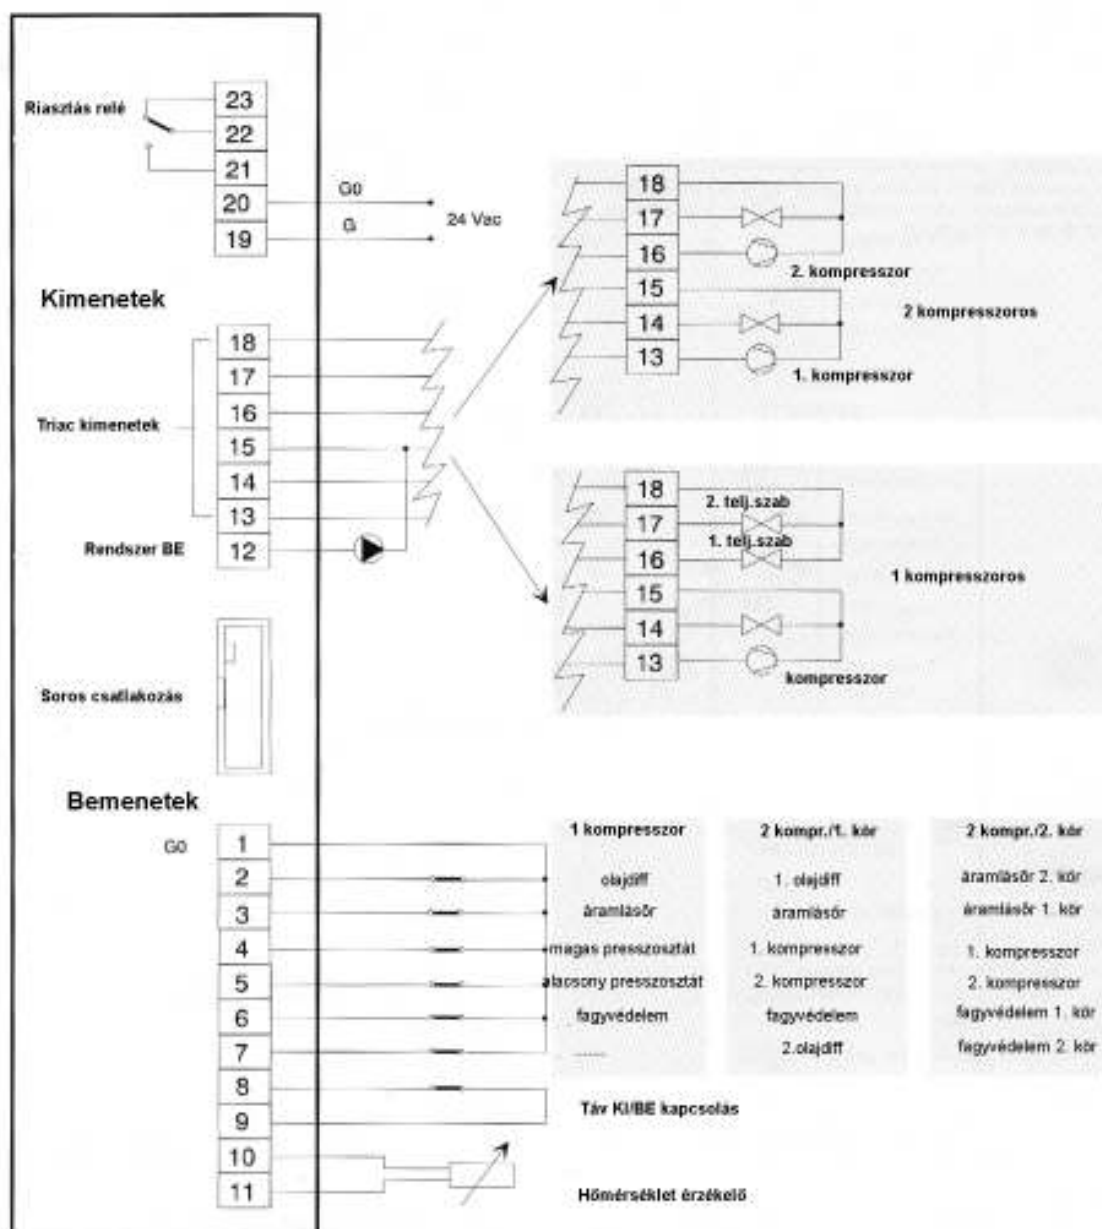 Riasztás relé
23
22
21
20
19
G0
G
24 Vac
Kimenetek
Triac kimenetek
18
17
16
15
14
13
Rendszer BE
12
18
17
16
2. kompresszor
15
14
13
1. kompresszor
2 kompresszoros
18
2. telj.szab
17
1. telj.szab
16
15
14
13
kompresszor
1 kompresszoros
Soros csatlakozás
Bemenetek
1 kompresszor 2 kompr./1. kör 2 kompr./2. kör
G0 1
2 olajdiff 1. olajdiff áramlásőr 2. kör
3 áramlásőr áramlásőr áramlásőr 1. kör
4 magas presszosztát 1. kompresszor 1. kompresszor
5 alacsony presszosztát 2. kompresszor 2. kompresszor
6 fagyvédelem fagyvédelem fagyvédelem 1. kör
7 ...... 2.olajdiff fagyvédelem 2. kör
8
Táv KI/BE kapcsolás
9
10
11
Hőmérséklet érzékelő